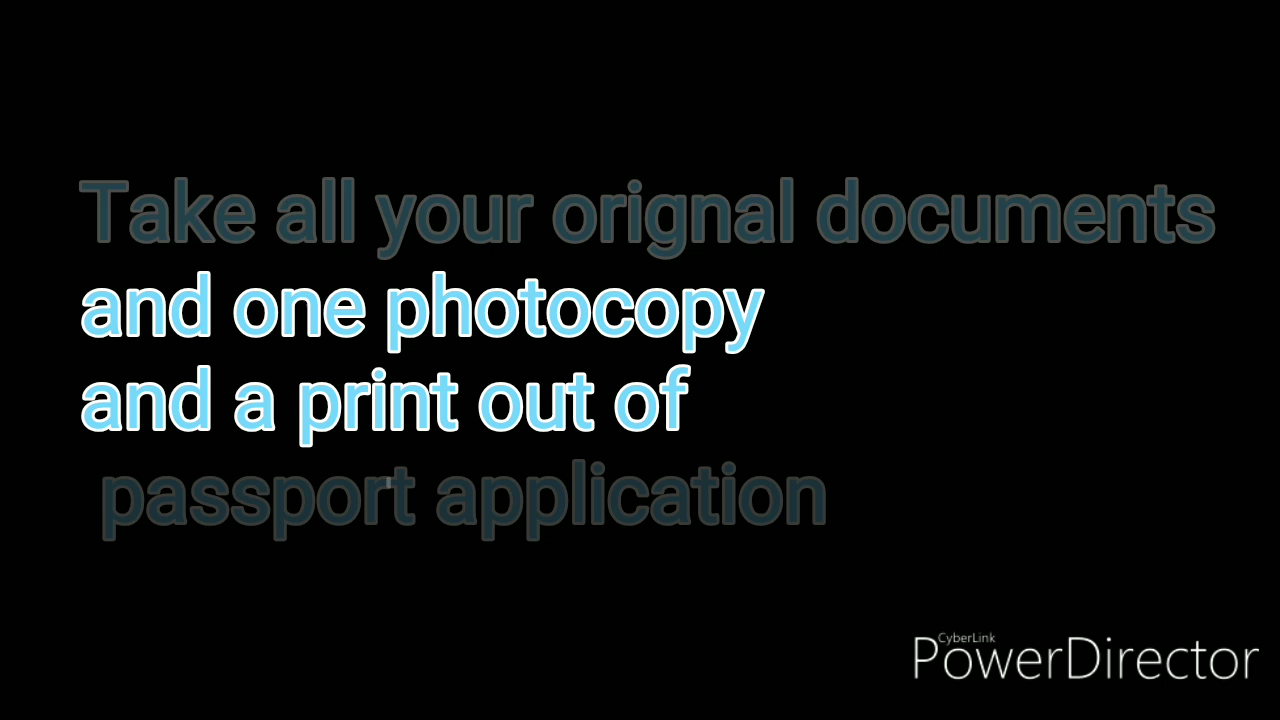 Take all your orignal documents
and one photocopy
and a print out of
passport application
CyberLink
PowerDirector